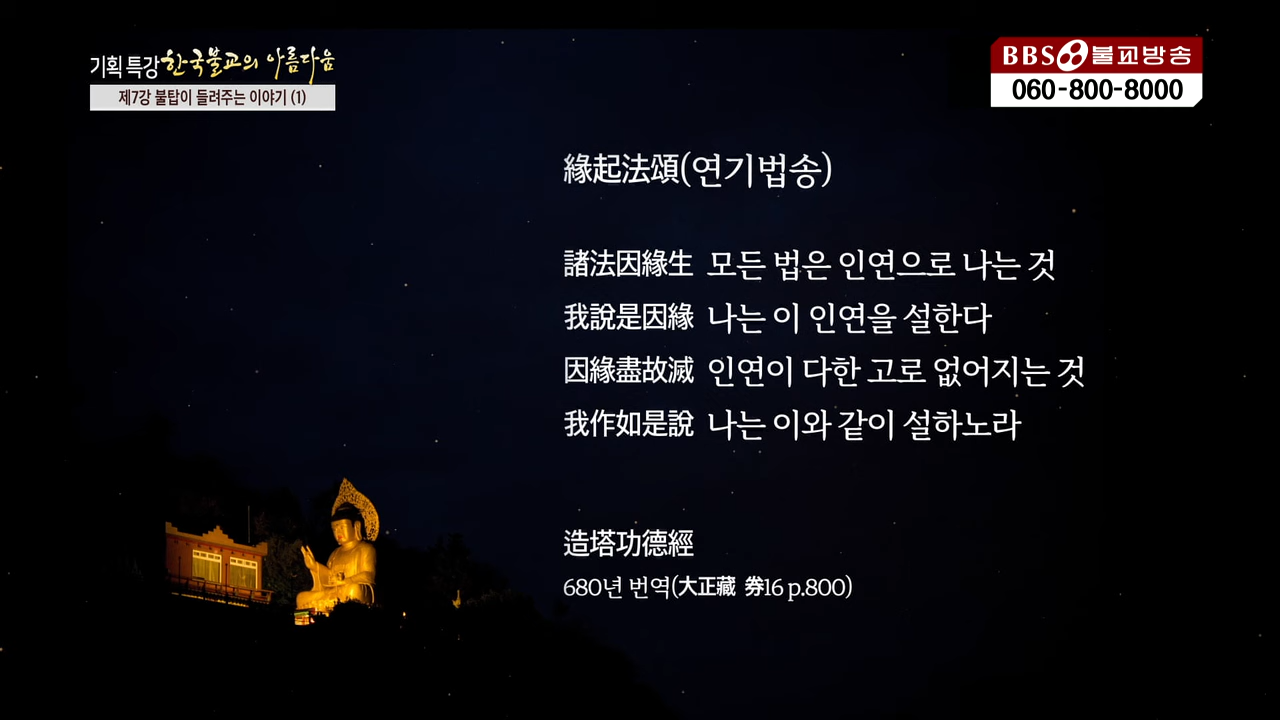 기획 특강 한국불교의 아름다움
제7강 불탑이 들려주는 이야기 (1)
BBS 불교방송
060-800-8000
緣起法頌(연기법송)
諸法因緣生 모든 법은 인연으로 나는 것
我說是因緣 나는 이 인연을 설한다
因緣盡故滅 인연이 다한 고로 없어지는 것
我作如是說 나는 이와 같이 설하노라
造塔功德經
680년 번역(大正藏 券16 p.800)